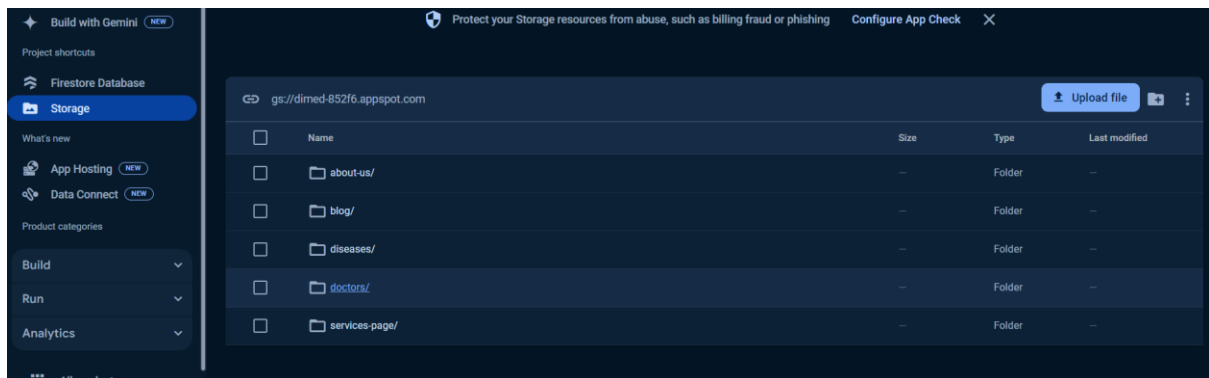 Build with Gemini NEW
Protect your Storage resources from abuse, such as billing fraud or phishing Configure App Check
Project shortcuts
Firestore Database
Storage
gs://dimed-852f6.appspot.com Upload file
What's new
Name Size Type Last modified
App Hosting NEW
about-us/ — Folder —
Data Connect NEW
blog/ — Folder —
Product categories
diseases/ — Folder —
Build
doctors/ — Folder —
Run
services-page/ — Folder —
Analytics